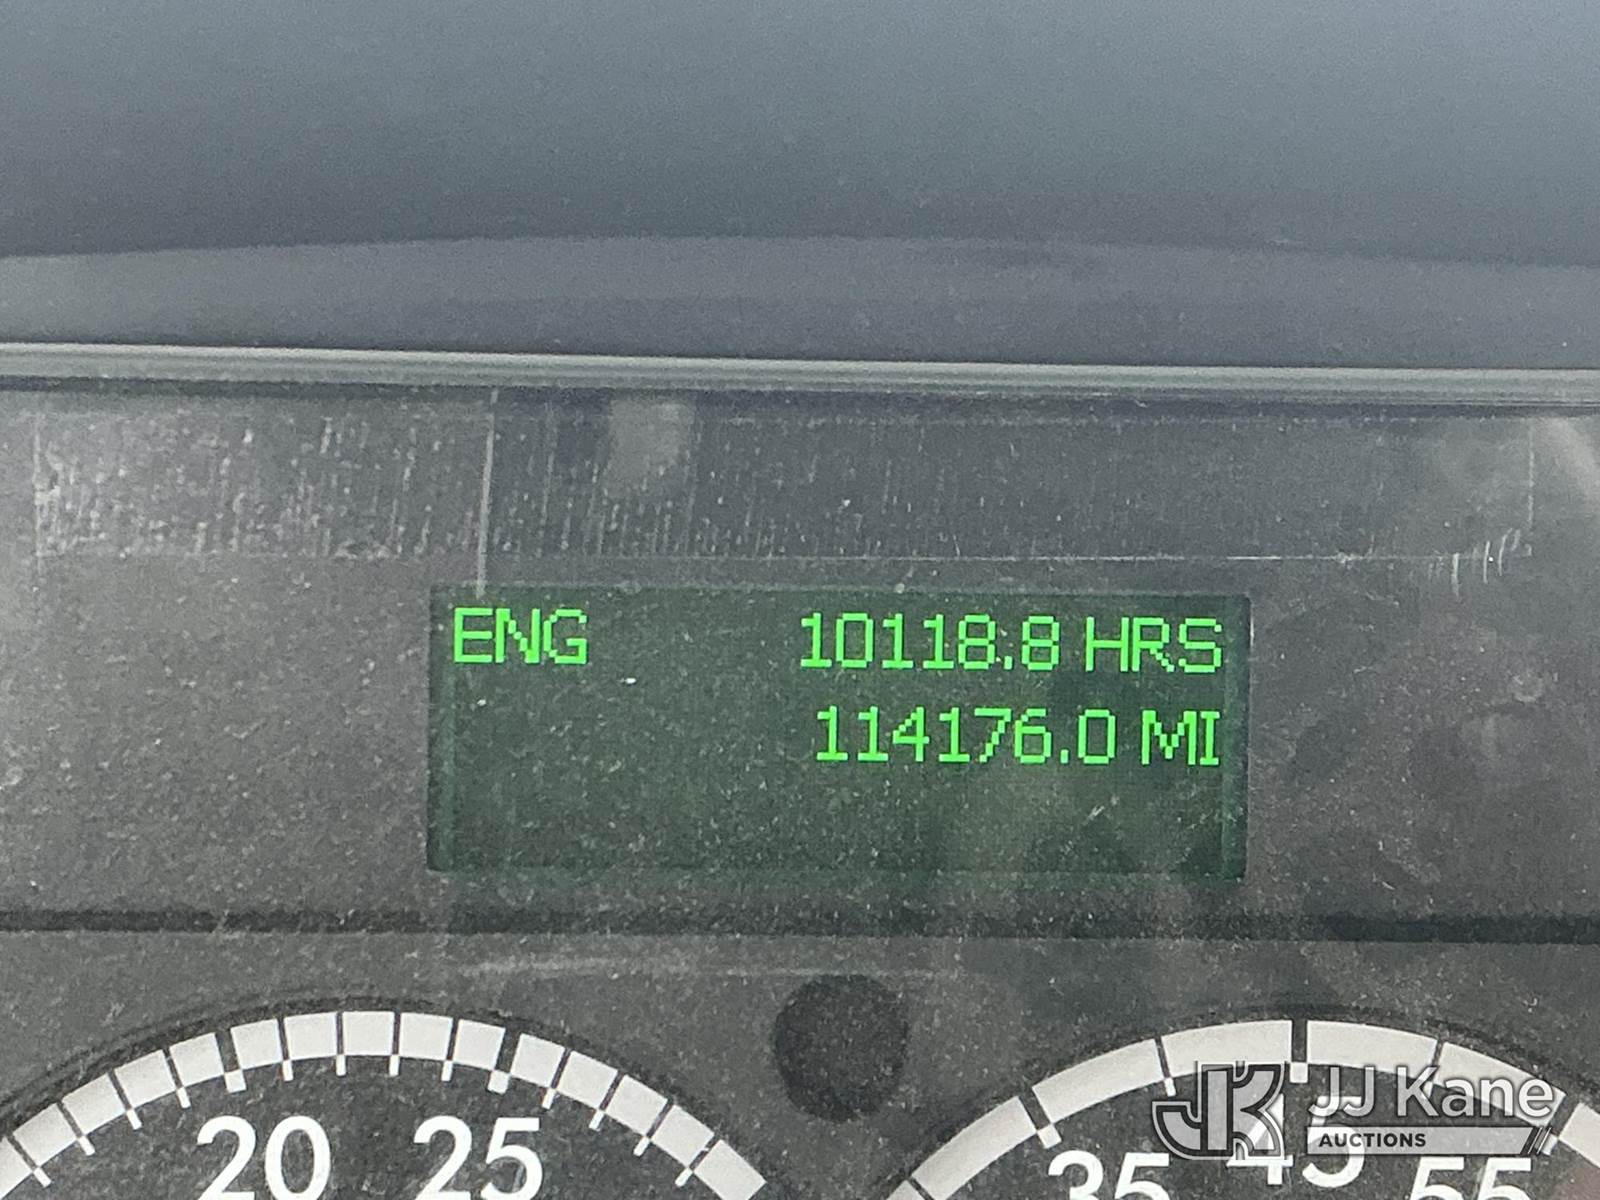 ENG 10118.8 HRS
114176.0 MI
20 25
35 45 55
JJ Kane
AUCTIONS